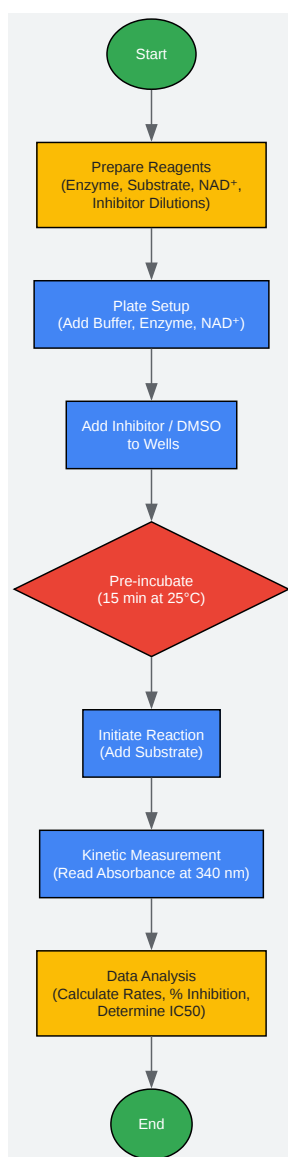 Start
Prepare Reagents
(Enzyme, Substrate, NAD⁺,
Inhibitor Dilutions)
Plate Setup
(Add Buffer, Enzyme, NAD⁺)
Add Inhibitor / DMSO
to Wells
Pre-incubate
(15 min at 25°C)
Initiate Reaction
(Add Substrate)
Kinetic Measurement
(Read Absorbance at 340 nm)
Data Analysis
(Calculate Rates, % Inhibition,
Determine IC50)
End